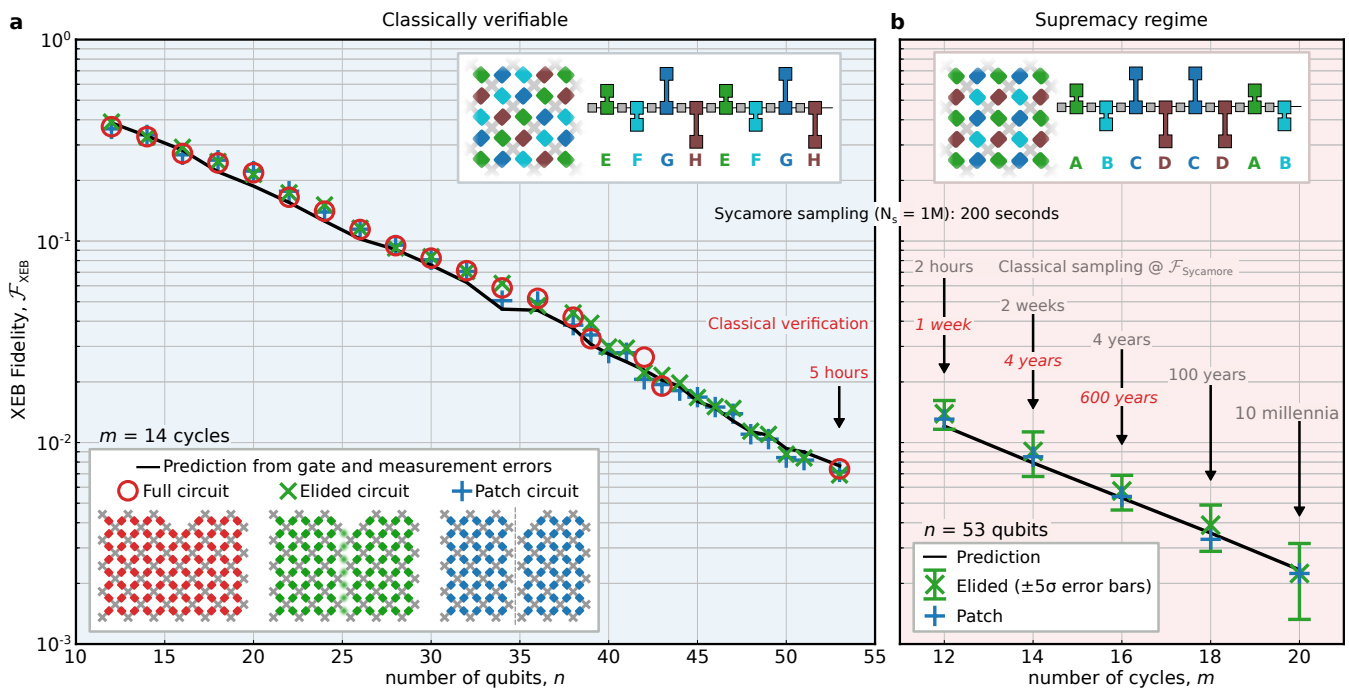 a
Classically verifiable
XEB Fidelity, ℱXEB
10⁰
10⁻¹
10⁻²
10⁻³
E F G H E F G H
Sycamore sampling (Nₛ = 1M): 200 seconds
Classical verification
5 hours
m = 14 cycles
Prediction from gate and measurement errors
Full circuit
Elided circuit
Patch circuit
10 15 20 25 30 35 40 45 50 55
number of qubits, n
b
Supremacy regime
A B C D C D A B
2 hours
Classical sampling @ ℱSycamore
1 week
2 weeks
4 years
4 years
600 years
100 years
10 millennia
n = 53 qubits
Prediction
Elided (±5σ error bars)
Patch
12 14 16 18 20
number of cycles, m